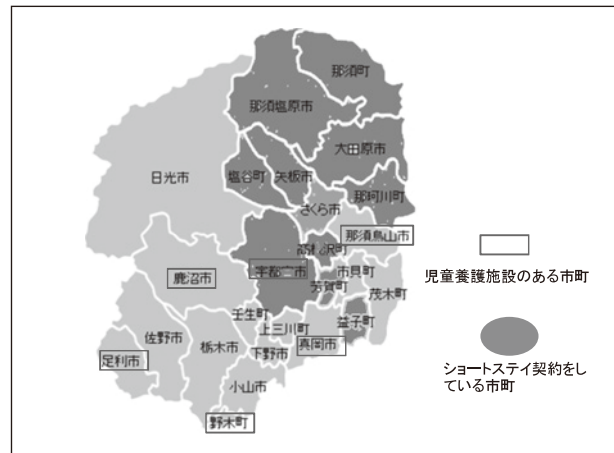 那須町
那須塩原市
大田原市
日光市
塩谷町
矢板市
那珂川町
さくら市
那須烏山市
高根沢町
宇都宮市
鹿沼市
市貝町
芳賀町
茂木町
壬生町
益子町
上三川町
真岡市
佐野市
栃木市
下野市
足利市
小山市
野木町
児童養護施設のある市町
ショートステイ契約をし
ている市町